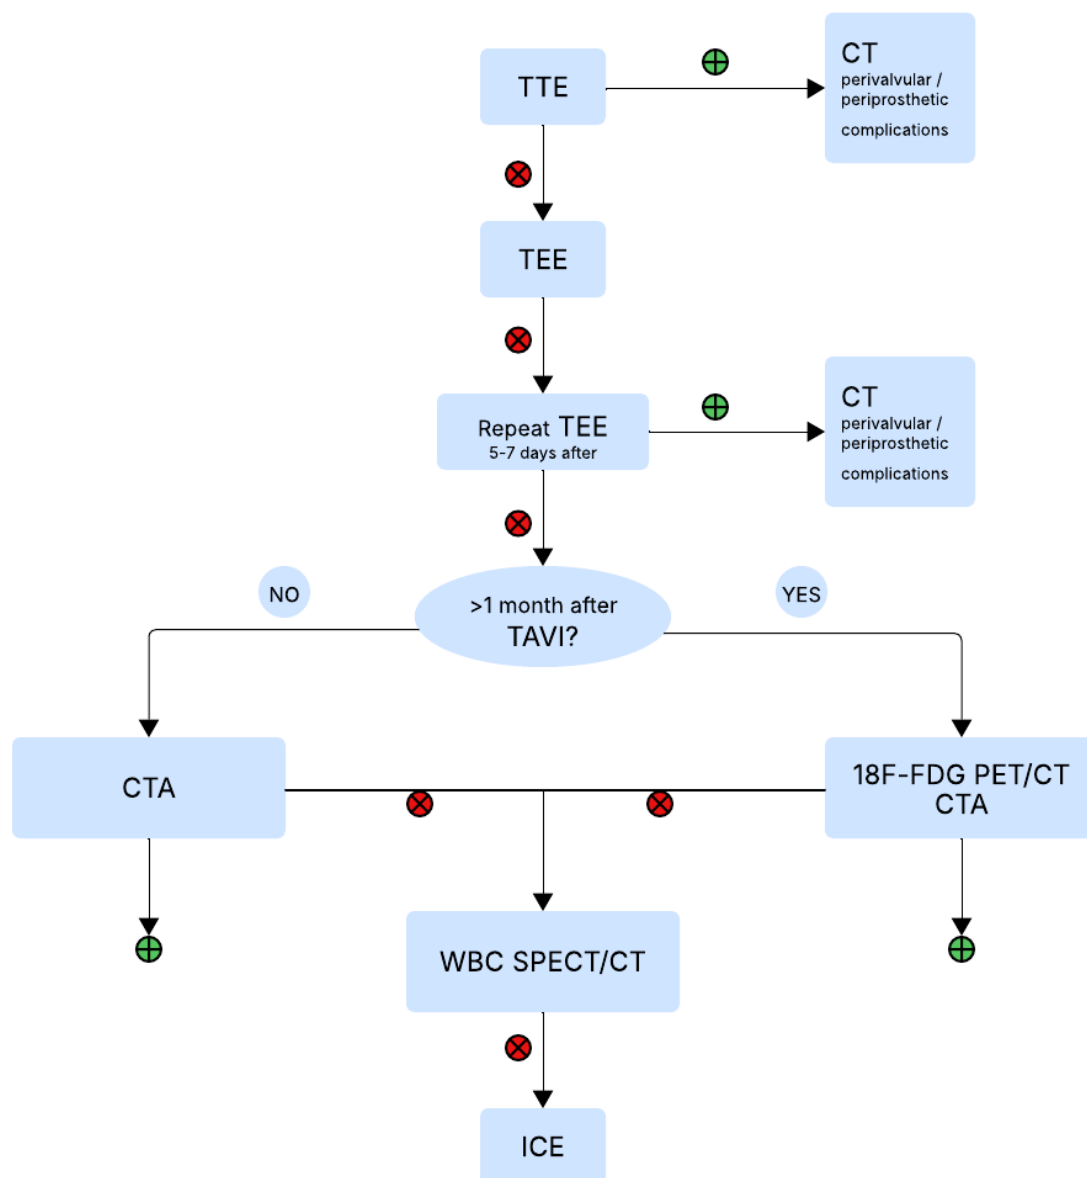 TTE
CT
perivalvular /
periprosthetic
complications
TEE
Repeat TEE
5-7 days after
CT
perivalvular /
periprosthetic
complications
NO
>1 month after
TAVI?
YES
CTA
18F-FDG PET/CT
CTA
WBC SPECT/CT
ICE